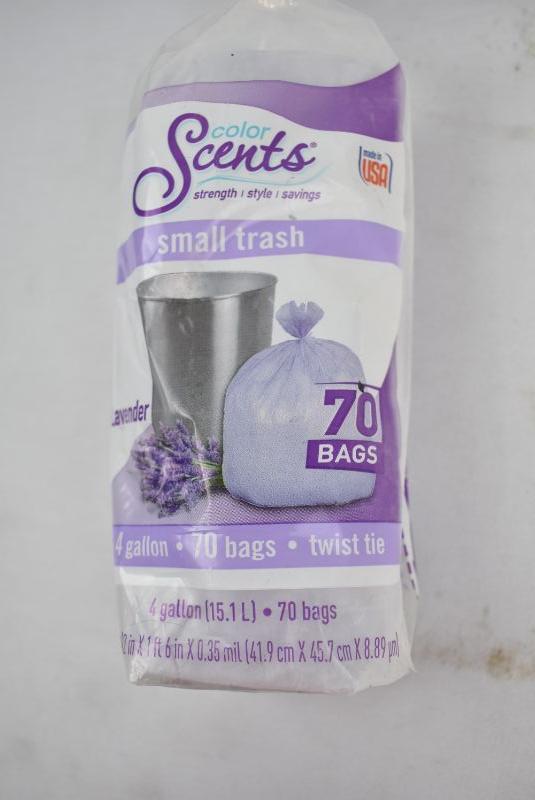 color
Scents®
strength | style | savings
made in
USA
small trash
Lavender
70
BAGS
4 gallon • 70 bags • twist tie
4 gallon (15.1 L) • 70 bags
in X 1 ft 6 in X 0.35 mil (41.9 cm X 45.7 cm X 8.89 µm)